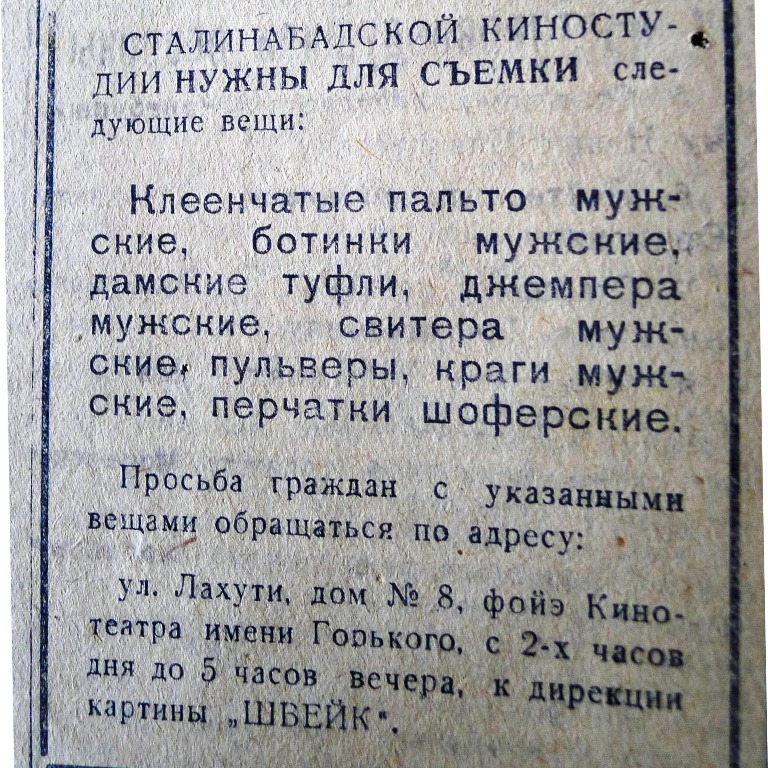 СТАЛИНАБАДСКОЙ КИНОСТУ-
ДИИ НУЖНЫ ДЛЯ СЪЕМКИ сле-
дующие вещи:
Клеенчатые пальто муж-
ские, ботинки мужские,
дамские туфли, джемпера
мужские, свитера муж-
ские, пульверы, краги муж-
ские, перчатки шоферские.
Просьба граждан с указанными
вещами обращаться по адресу:
ул. Лахути, дом № 8, фойэ Кино-
театра имени Горького, с 2-х часов
дня до 5 часов вечера, к дирекции
картины „ШВЕЙК“.